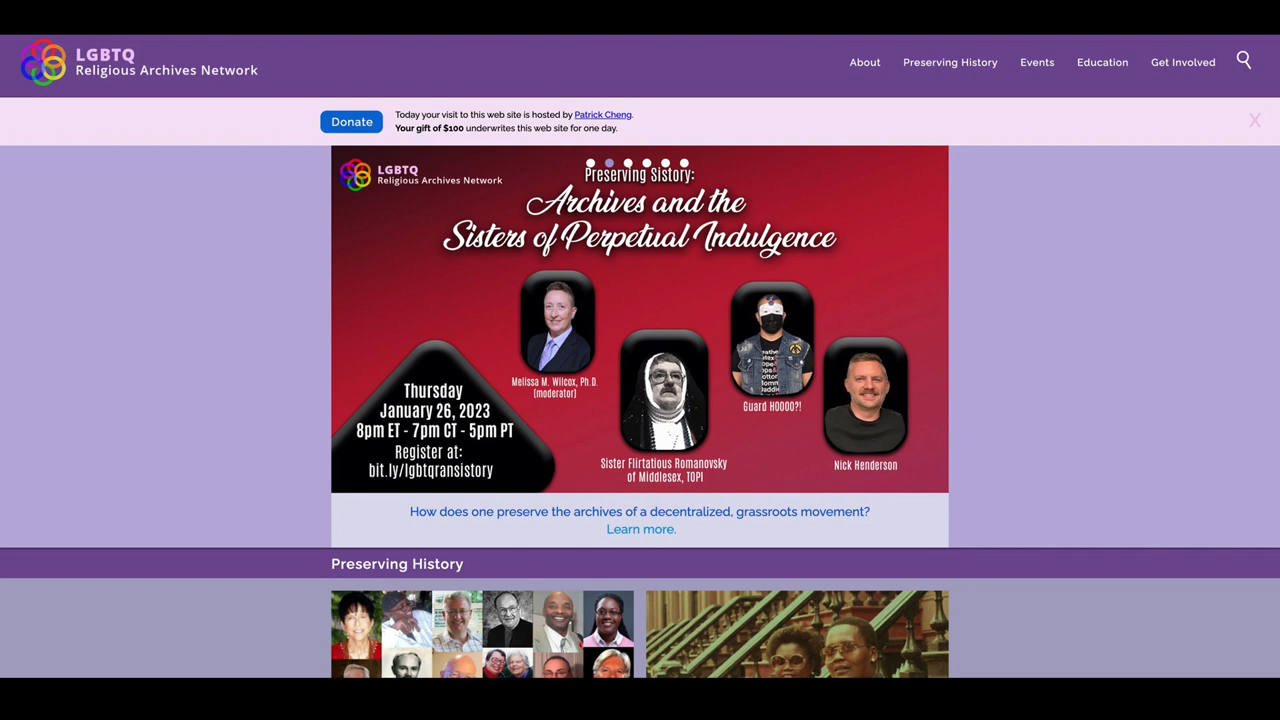 LGBTQ
Religious Archives Network
About
Preserving History
Events
Education
Get Involved
Donate
Today your visit to this web site is hosted by Patrick Cheng.
Your gift of $100 underwrites this web site for one day.
X
LGBTQ
Religious Archives Network
Preserving Sistory:
Archives and the
Sisters of Perpetual Indulgence
Melissa M. Wilcox, Ph.D.
(moderator)
Guard HOOOO?!
Thursday
January 26, 2023
8pm ET - 7pm CT - 5pm PT
Register at:
bit.ly/lgbtqransistory
Sister Flirtatious Romanovsky
of Middlesex, TOPI
Nick Henderson
How does one preserve the archives of a decentralized, grassroots movement?
Learn more.
Preserving History